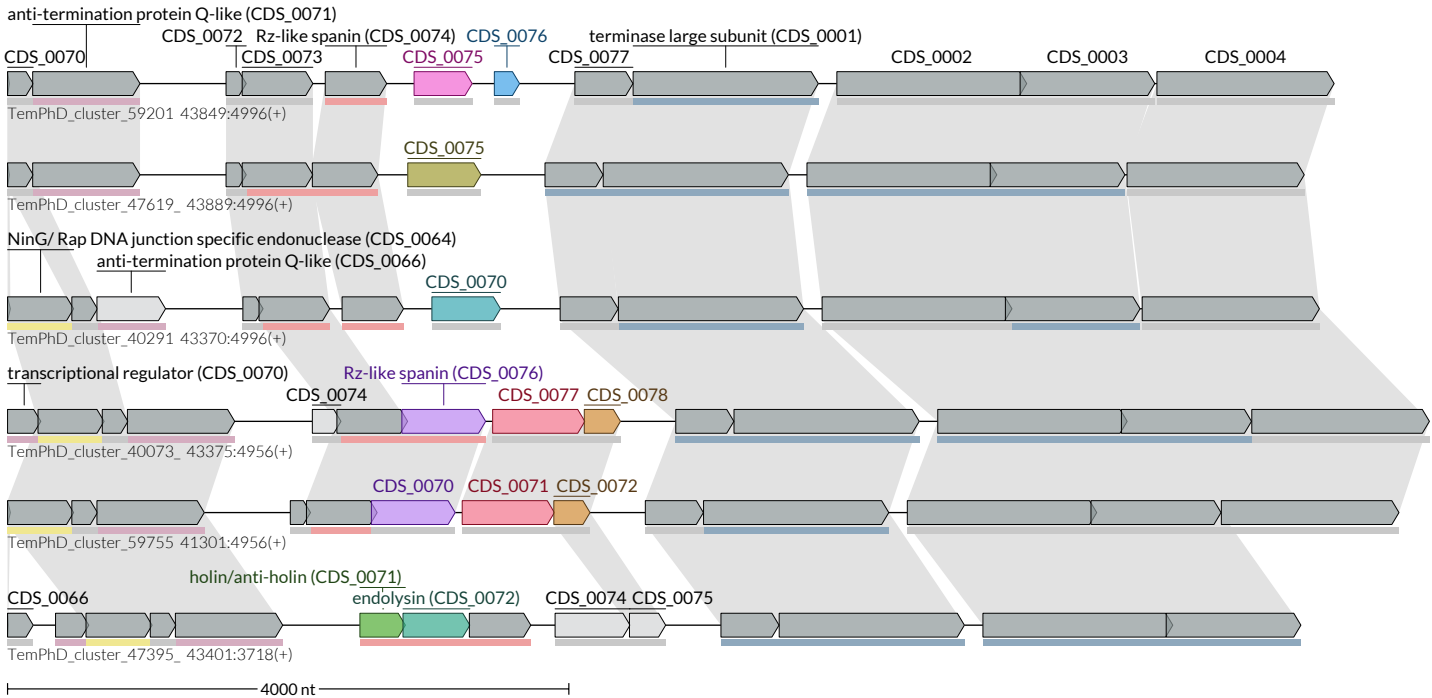 anti-termination protein Q-like (CDS_0071)
CDS_0072 Rz-like spanin (CDS_0074) CDS_0076 terminase large subunit (CDS_0001)
CDS_0070 CDS_0073 CDS_0075 CDS_0077 CDS_0002 CDS_0003 CDS_0004
TemPhD_cluster_59201 43849:4996(+)
CDS_0075
TemPhD_cluster_47619_ 43889:4996(+)
NinG/ Rap DNA junction specific endonuclease (CDS_0064)
anti-termination protein Q-like (CDS_0066)
CDS_0070
TemPhD_cluster_40291 43370:4996(+)
transcriptional regulator (CDS_0070) Rz-like spanin (CDS_0076)
CDS_0074 CDS_0077 CDS_0078
TemPhD_cluster_40073_ 43375:4956(+)
CDS_0070 CDS_0071 CDS_0072
TemPhD_cluster_59755 41301:4956(+)
holin/anti-holin (CDS_0071)
CDS_0066 endolysin (CDS_0072) CDS_0074 CDS_0075
TemPhD_cluster_47395_ 43401:3718(+)
4000 nt